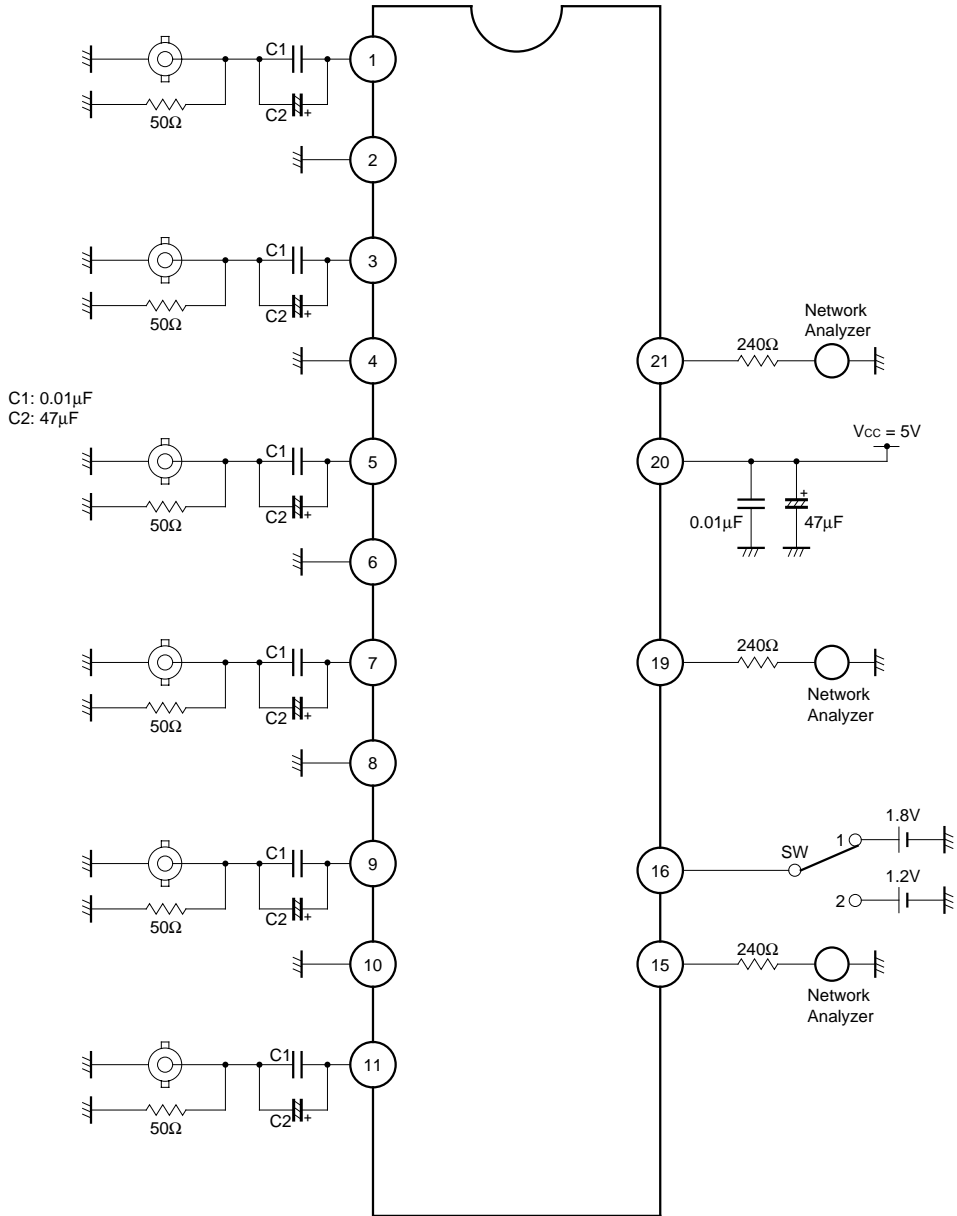 C1
1
C2
+
50Ω
2
C1
3
C2
+
50Ω
4
C1: 0.01µF
C2: 47µF
C1
5
C2
+
50Ω
6
C1
7
C2
+
50Ω
8
C1
9
C2
+
50Ω
10
C1
11
C2
+
50Ω
Network
Analyzer
240Ω
21
Vcc = 5V
20
+
0.01µF
47µF
240Ω
19
Network
Analyzer
1.8V
1
SW
16
1.2V
2
240Ω
15
Network
Analyzer